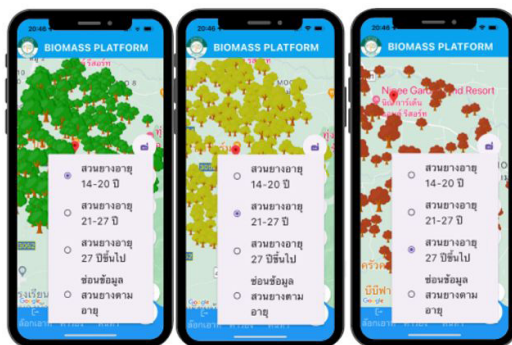 20:46
BIOMASS PLATFORM
สวนยางอายุ
14-20 ปี
สวนยางอายุ
21-27 ปี
สวนยางอายุ
27 ปีขึ้นไป
ซ่อนข้อมูล
สวนยางตาม
อายุ
Google
20:46
BIOMASS PLATFORM
สวนยางอายุ
14-20 ปี
สวนยางอายุ
21-27 ปี
สวนยางอายุ
27 ปีขึ้นไป
ซ่อนข้อมูล
สวนยางตาม
อายุ
Google
20:46
BIOMASS PLATFORM
สวนยางอายุ
14-20 ปี
สวนยางอายุ
21-27 ปี
สวนยางอายุ
27 ปีขึ้นไป
ซ่อนข้อมูล
สวนยางตาม
อายุ
Google